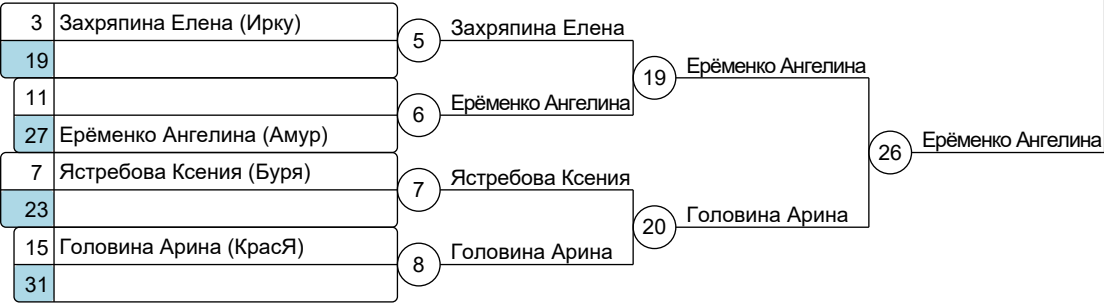 3 Захряпина Елена (Ирку)
19
11
27 Ерёменко Ангелина (Амур)
7 Ястребова Ксения (Буря)
23
15 Головина Арина (КрасЯ)
31
5
6
7
8
Захряпина Елена
Ерёменко Ангелина
Ястребова Ксения
Головина Арина
19
20
Ерёменко Ангелина
Головина Арина
26
Ерёменко Ангелина